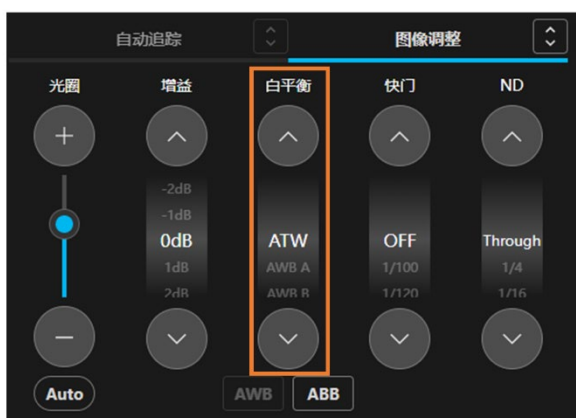 自动追踪 图像调整
光圈 增益 白平衡 快门 ND
-2dB
-1dB
0dB ATW OFF Through
1dB AWB A 1/100 1/4
2dB AWB B 1/120 1/16
Auto AWB ABB